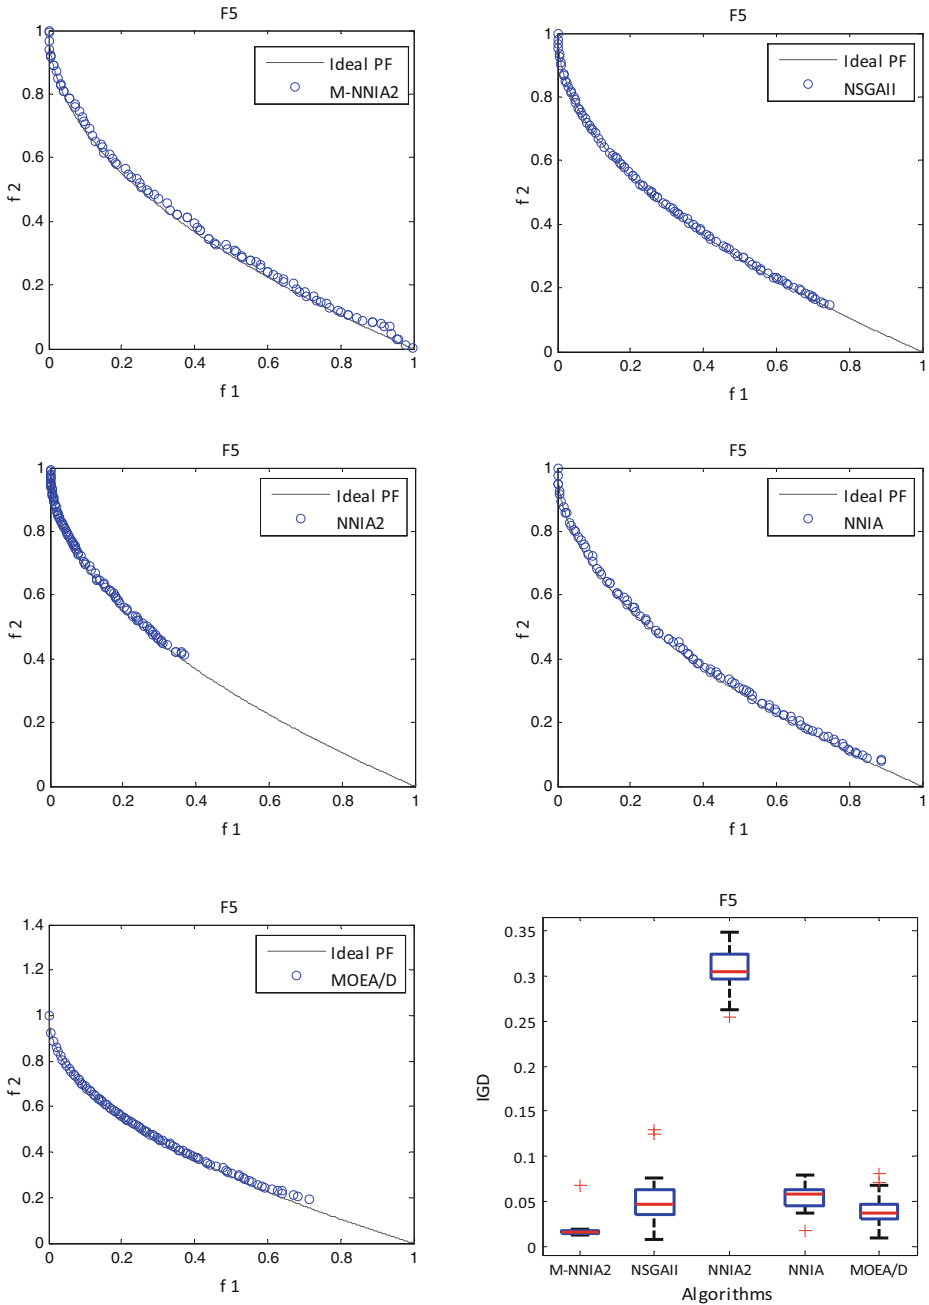 F5
1
0.8
0.6
0.4
0.2
0
f 2
Ideal PF
M-NNIA2
0 0.2 0.4 0.6 0.8 1
f 1
F5
1
0.8
0.6
0.4
0.2
0
f 2
Ideal PF
NSGAII
0 0.2 0.4 0.6 0.8 1
f 1
F5
1
0.8
0.6
0.4
0.2
0
f 2
Ideal PF
NNIA2
0 0.2 0.4 0.6 0.8 1
f 1
F5
1
0.8
0.6
0.4
0.2
0
f 2
Ideal PF
NNIA
0 0.2 0.4 0.6 0.8 1
f 1
F5
1.4
1.2
1
0.8
0.6
0.4
0.2
0
f 2
Ideal PF
MOEA/D
0 0.2 0.4 0.6 0.8 1
f 1
F5
0.35
0.3
0.25
0.2
0.15
0.1
0.05
0
IGD
M-NNIA2 NSGAII NNIA2 NNIA MOEA/D
Algorithms